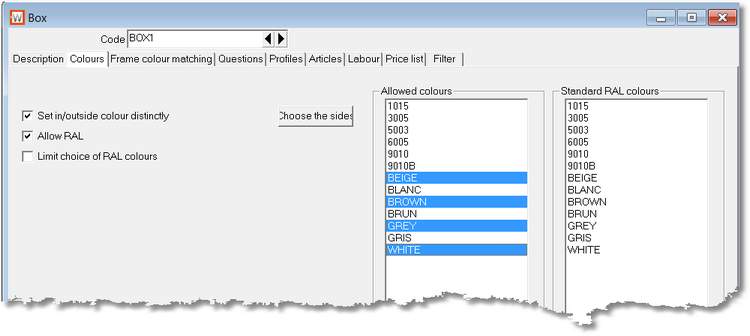 W Box
Code BOX1
Description Colours Frame colour matching Questions Profiles Articles Labour Price list Filter
Set in/outside colour distinctly
Allow RAL
Limit choice of RAL colours
Choose the sides
Allowed colours
1015
3005
5003
6005
9010
9010B
BEIGE
BLANC
BROWN
BRUN
GREY
GRIS
WHITE
Standard RAL colours
1015
3005
5003
6005
9010
9010B
BEIGE
BLANC
BROWN
BRUN
GREY
GRIS
WHITE